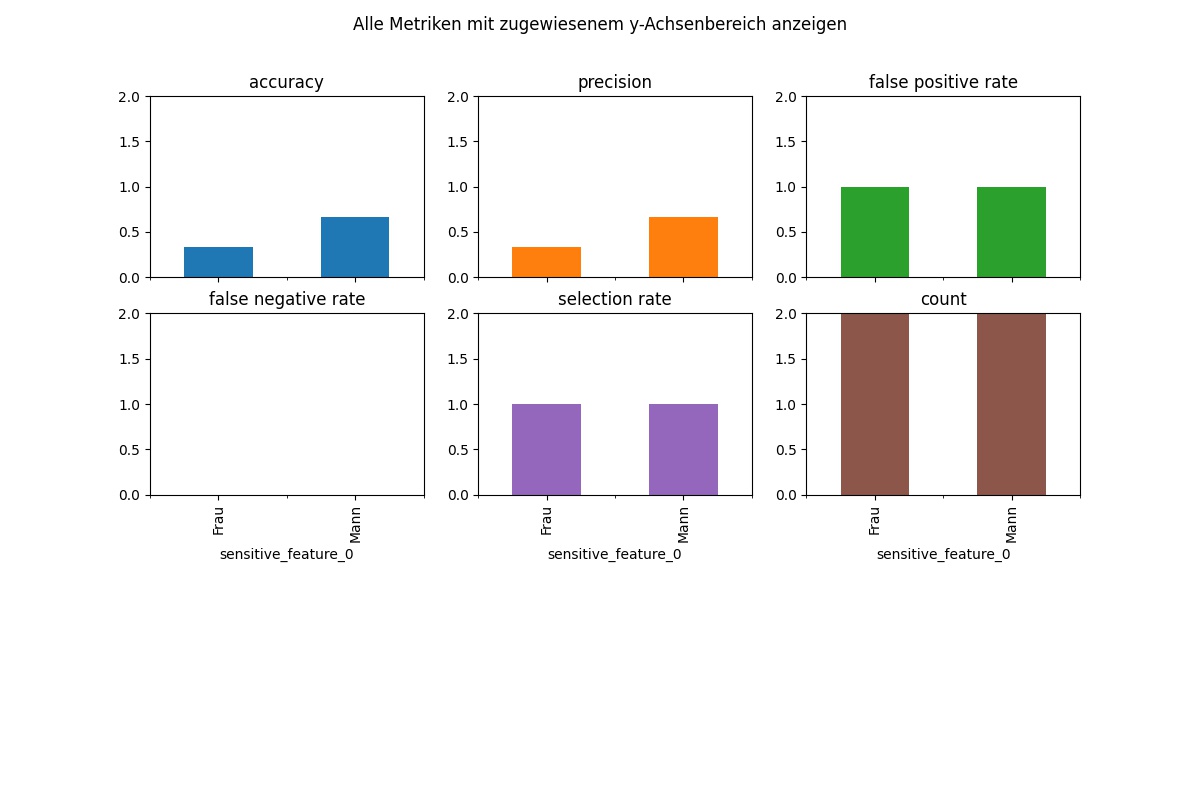 Alle Metriken mit zugewiesenem y-Achsenbereich anzeigen
accuracy
2.0
1.5
1.0
0.5
0.0
precision
2.0
1.5
1.0
0.5
0.0
false positive rate
2.0
1.5
1.0
0.5
0.0
false negative rate
2.0
1.5
1.0
0.5
0.0
Frau
Mann
sensitive_feature_0
selection rate
2.0
1.5
1.0
0.5
0.0
Frau
Mann
sensitive_feature_0
count
2.0
1.5
1.0
0.5
0.0
Frau
Mann
sensitive_feature_0